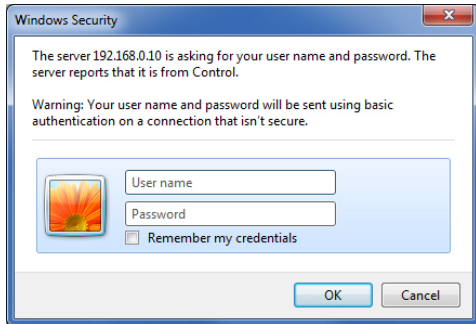 Windows Security
The server 192.168.0.10 is asking for your user name and password. The
server reports that it is from Control.
Warning: Your user name and password will be sent using basic
authentication on a connection that isn't secure.
User name
Password
Remember my credentials
OK Cancel